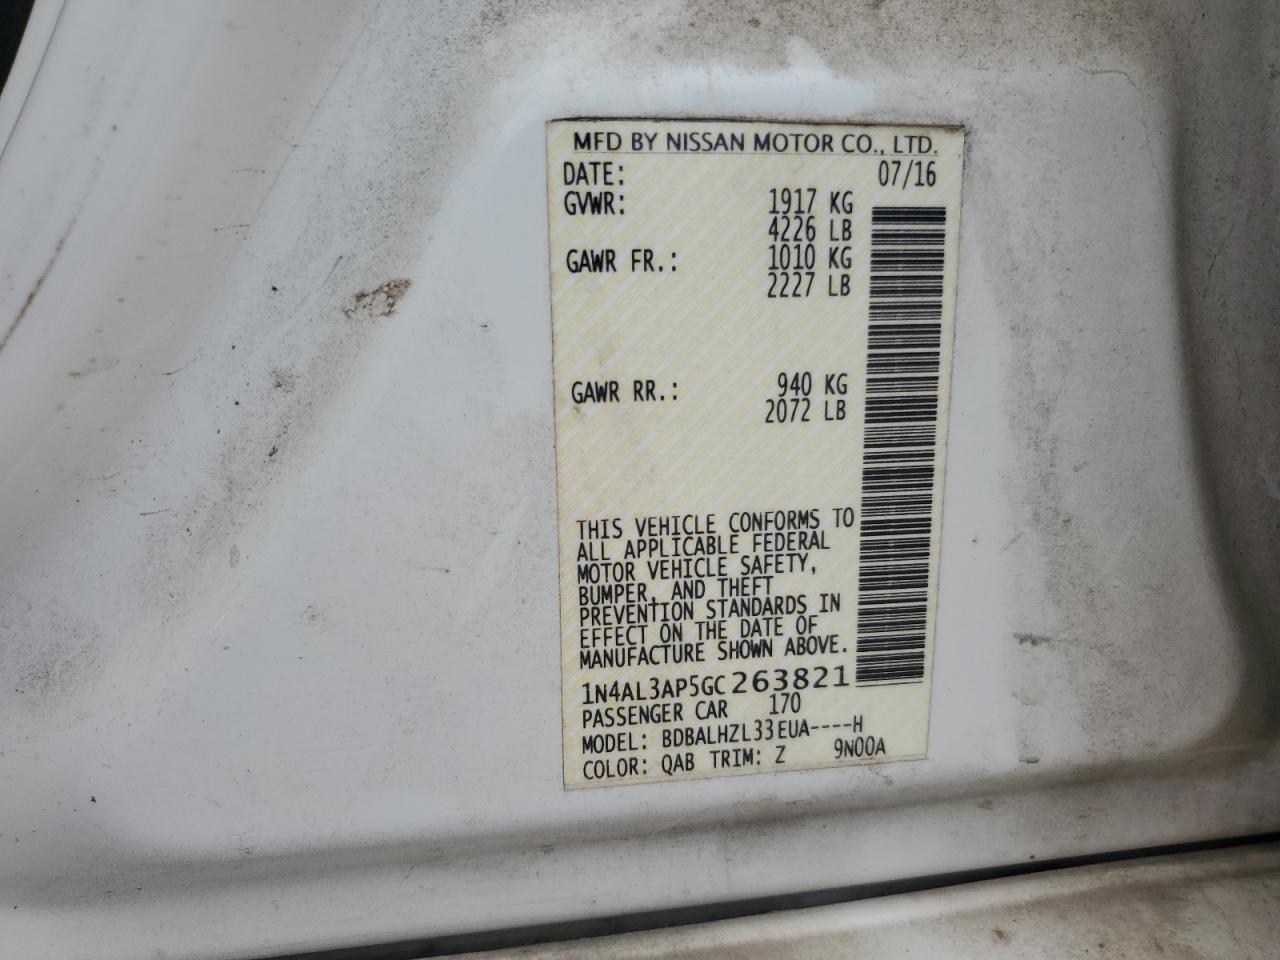 MFD BY NISSAN MOTOR CO., LTD.
DATE: 07/16
GVWR: 1917 KG
4226 LB
GAWR FR.: 1010 KG
2227 LB
GAWR RR.: 940 KG
2072 LB
THIS VEHICLE CONFORMS TO
ALL APPLICABLE FEDERAL
MOTOR VEHICLE SAFETY,
BUMPER, AND THEFT
PREVENTION STANDARDS IN
EFFECT ON THE DATE OF
MANUFACTURE SHOWN ABOVE.
1N4AL3AP5GC263821
PASSENGER CAR 170
MODEL: BDBALHZL33EUA----H
COLOR: QAB TRIM: Z 9N00A